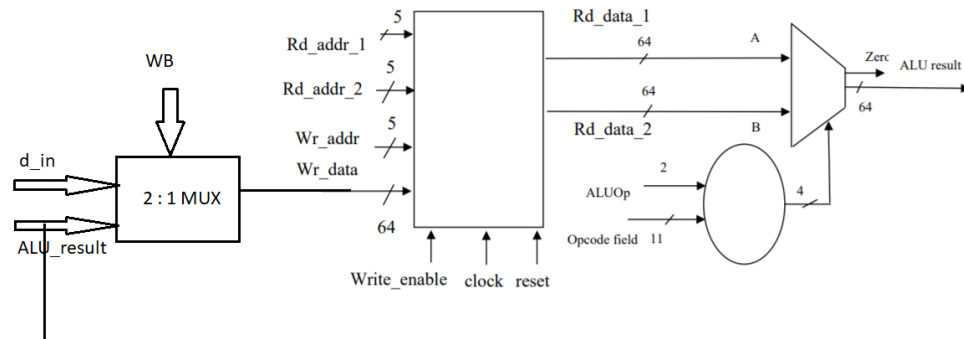 WB
d_in
ALU_result
2 : 1 MUX
5
Rd_addr_1
5
Rd_addr_2
5
Wr_addr
Wr_data
64
Write_enable
clock
reset
Rd_data_1
64
A
64
Rd_data_2
B
2
ALUOp
Opcode field
11
4
Zero
ALU result
64